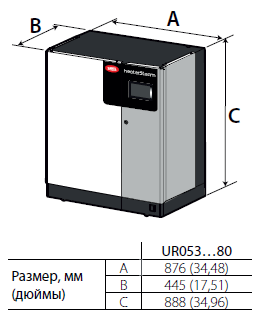 A
B
C
heaterSteam
UR053...80
Размер, мм
(дюймы)
A 876 (34,48)
B 445 (17,51)
C 888 (34,96)